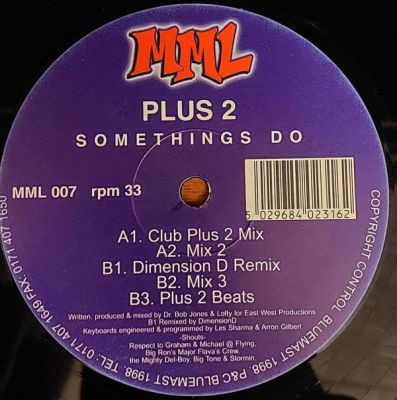 MML
PLUS 2
SOMETHINGS DO
MML 007 rpm 33
5 029684 023162
A1. Club Plus 2 Mix
A2. Mix 2
B1. Dimension D Remix
B2. Mix 3
B3. Plus 2 Beats
Written, produced & mixed by Dr. Bob Jones & Lofty for East West Productions
B1 Remixed by DimensionD
Keyboards engineered & programmed by Les Sharma & Arron Gilbert
-Shouts-
Respect to Graham & Michael @ Flying,
Big Ron's Major Flava's Crew,
the Mighty Del-Boy, Big Tone & Stormin.
COPYRIGHT CONTROL BLUEMAST 1998 P&C BLUEMAST 1998 TEL: 0171 407 1649 FAX: 0171 407 1650